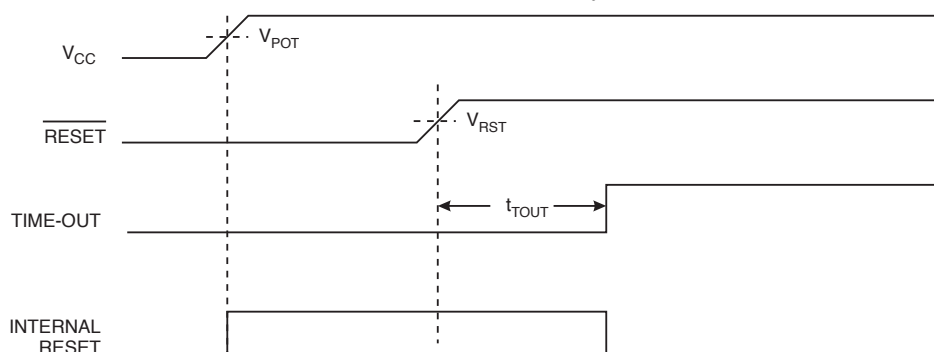 V_POT
V_CC
RESET
V_RST
t_TOUT
TIME-OUT
INTERNAL
RESET